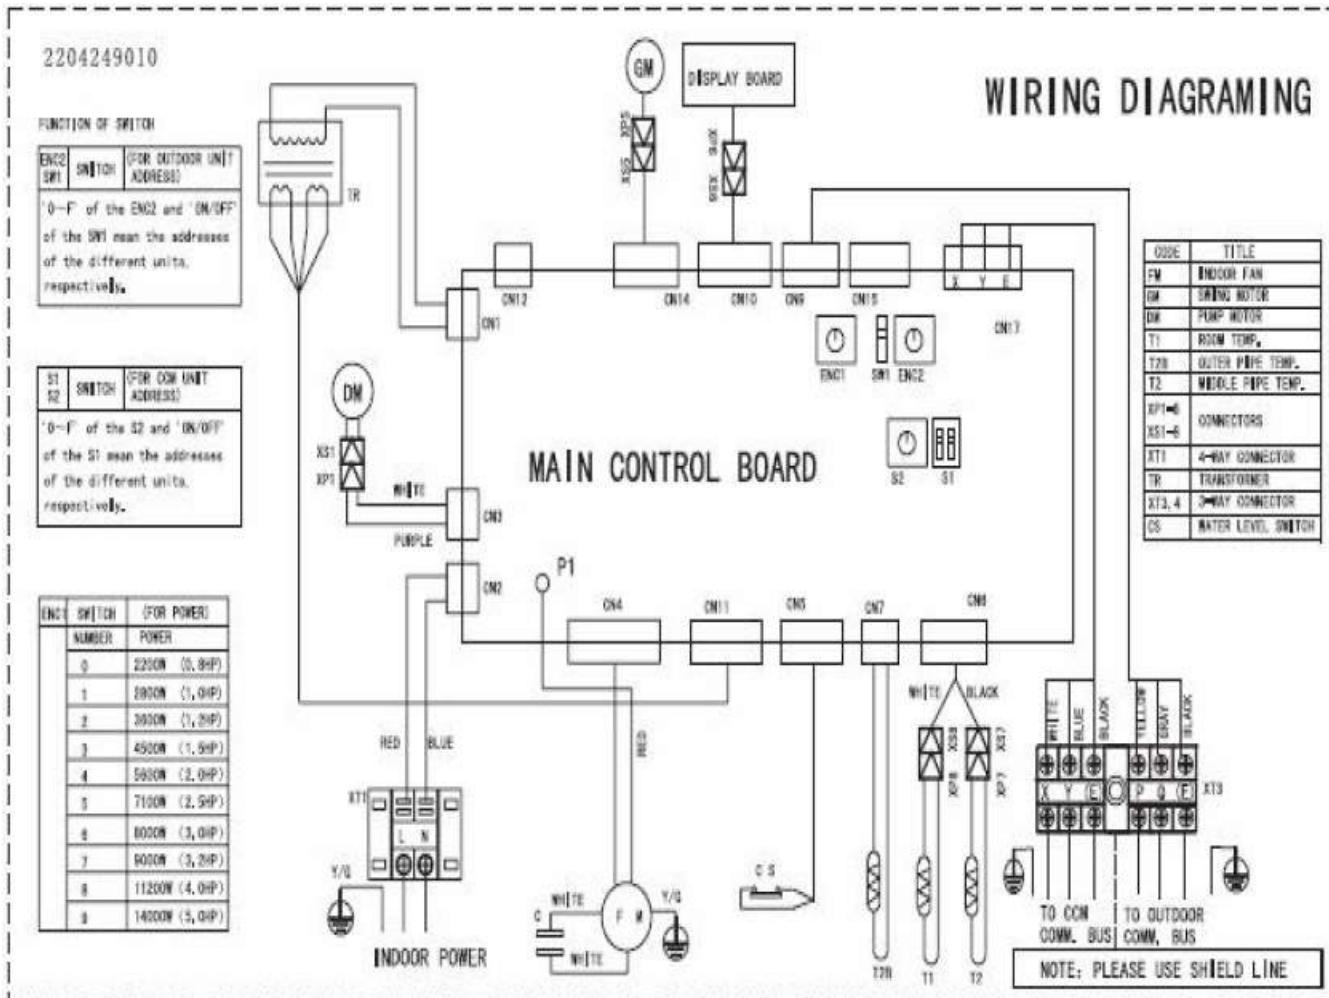 2204249010
WIRING DIAGRAMING
FUNCTION OF SWITCH
ENC2 SW1 SWITCH (FOR OUTDOOR UNIT ADDRESS)
'0~F' of the ENC2 and 'ON/OFF'
of the SW1 mean the addresses
of the different units,
respectively.
S1 S2 SWITCH (FOR CCM UNIT ADDRESS)
'0~F' of the S2 and 'ON/OFF'
of the S1 mean the addresses
of the different units,
respectively.
ENC1 SWITCH (FOR POWER)
NUMBER POWER
0 2200W (0.8HP)
1 2800W (1.0HP)
2 3600W (1.2HP)
3 4500W (1.5HP)
4 5600W (2.0HP)
5 7100W (2.5HP)
6 8000W (3.0HP)
7 9000W (3.2HP)
8 11200W (4.0HP)
9 14000W (5.0HP)
TR
GM
DISPLAY BOARD
XP5
XS5
CN12
CN14
CN10
CN9
CN15
X Y E
CN17
CN1
ENC1
SW1
ENC2
DM
XS1
XP1
WHITE
PURPLE
CN3
MAIN CONTROL BOARD
S2
S1
CN2
P1
CN4
CN11
CN5
CN7
CN6
RED
BLUE
XT1
L N
Y/G
INDOOR POWER
RED
WHITE
C
F M
Y/G
WHITE
C S
WHITE
BLACK
XS8
XP8
XS7
XP7
T2B
T1
T2
CODE TITLE
FM INDOOR FAN
GM SWING MOTOR
DM PUMP MOTOR
T1 ROOM TEMP.
T2B OUTER PIPE TEMP.
T2 MIDDLE PIPE TEMP.
XP1-6
XS1-6
CONNECTORS
XT1 4-WAY CONNECTOR
TR TRANSFORMER
XT3.4 3-WAY CONNECTOR
CS WATER LEVEL SWITCH
WHITE
BLUE
BLACK
YELLOW
GRAY
BLACK
X Y E P Q E
XT3
TO CCM
COMM. BUS
TO OUTDOOR
COMM. BUS
NOTE: PLEASE USE SHIELD LINE